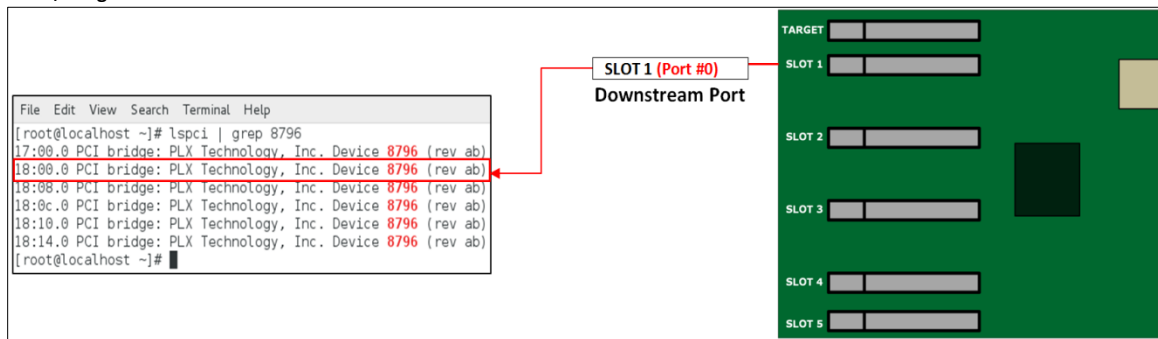 File Edit View Search Terminal Help
[root@localhost ~]# lspci | grep 8796
17:00.0 PCI bridge: PLX Technology, Inc. Device 8796 (rev ab)
18:00.0 PCI bridge: PLX Technology, Inc. Device 8796 (rev ab)
18:08.0 PCI bridge: PLX Technology, Inc. Device 8796 (rev ab)
18:0c.0 PCI bridge: PLX Technology, Inc. Device 8796 (rev ab)
18:10.0 PCI bridge: PLX Technology, Inc. Device 8796 (rev ab)
18:14.0 PCI bridge: PLX Technology, Inc. Device 8796 (rev ab)
[root@localhost ~]#
SLOT 1 (Port #0)
Downstream Port
TARGET
SLOT 1
SLOT 2
SLOT 3
SLOT 4
SLOT 5